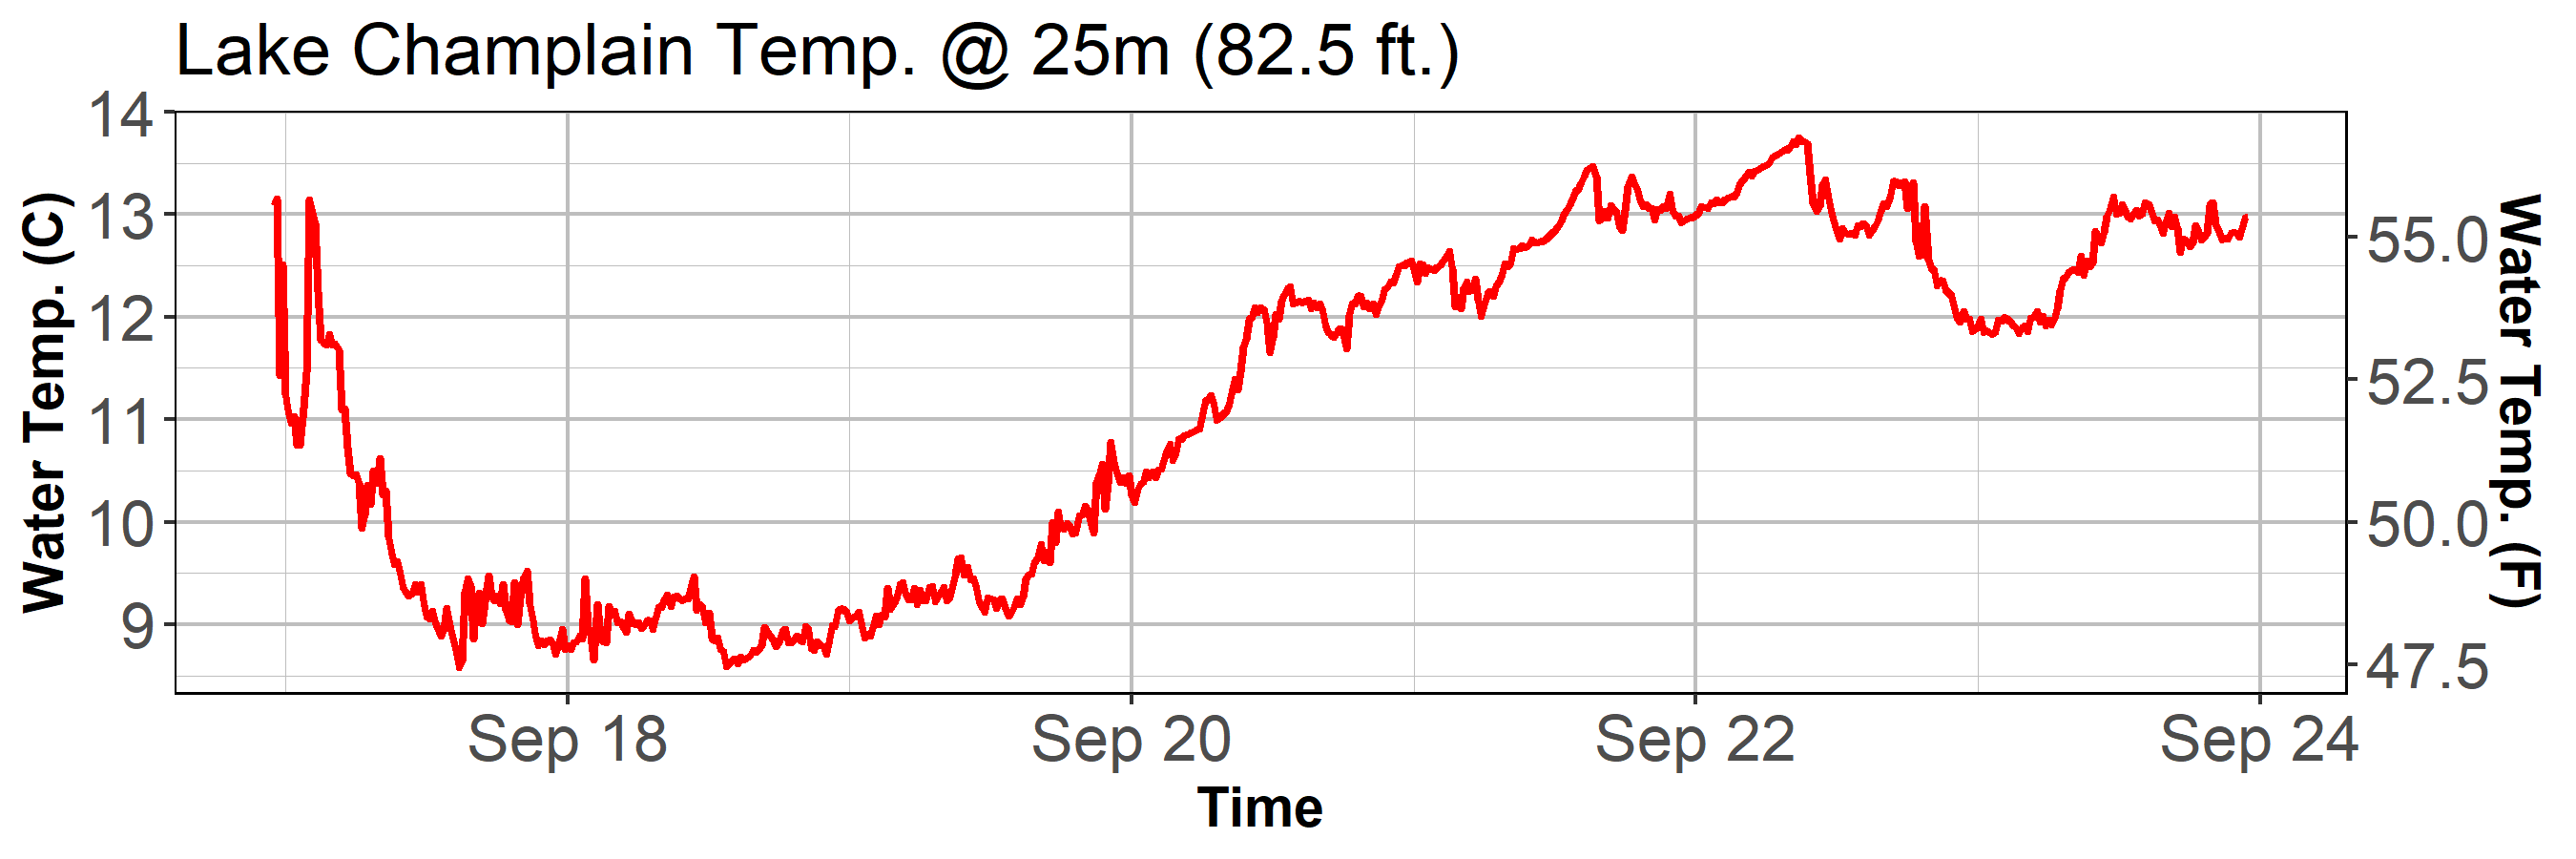 Lake Champlain Temp. @ 25m (82.5 ft.)
Water Temp. (C)
14
13
12
11
10
9
55.0
52.5
50.0
47.5
Water Temp. (F)
Sep 18 Sep 20 Sep 22 Sep 24
Time